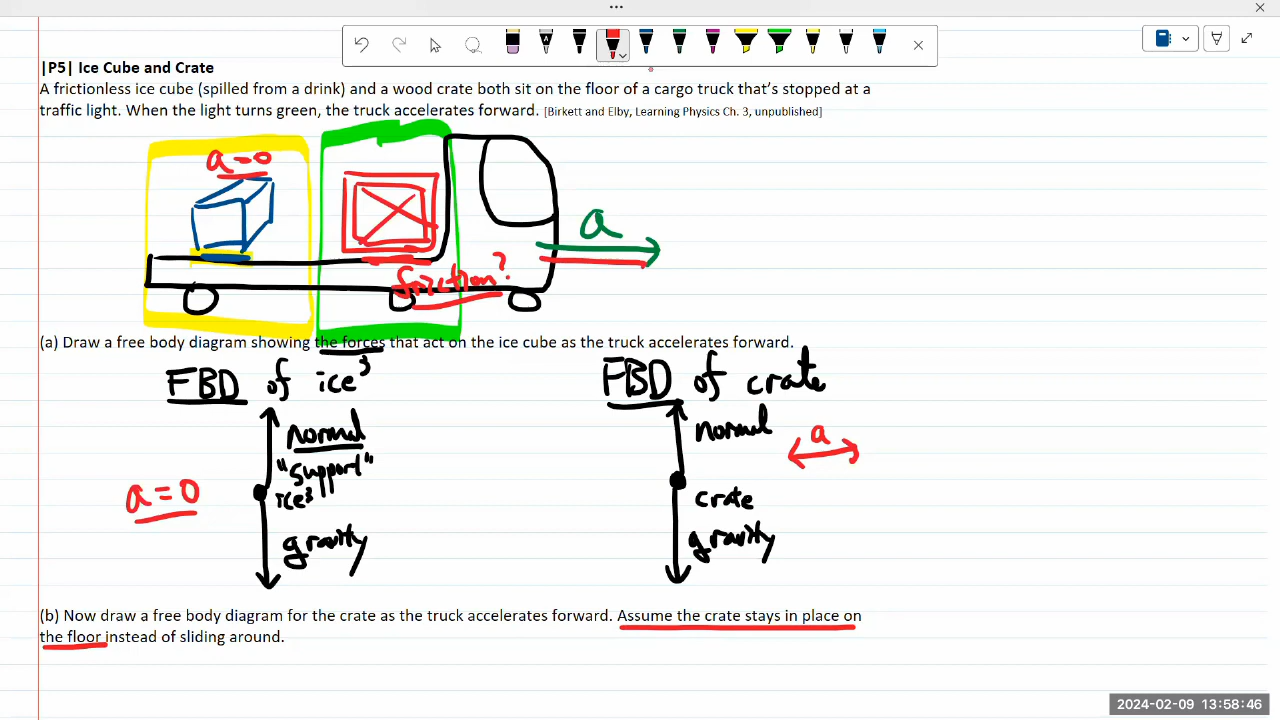 |P5| Ice Cube and Crate
A frictionless ice cube (spilled from a drink) and a wood crate both sit on the floor of a cargo truck that's stopped at a
traffic light. When the light turns green, the truck accelerates forward. [Birkett and Elby, Learning Physics Ch. 3, unpublished]
a=0
a
friction?
(a) Draw a free body diagram showing the forces that act on the ice cube as the truck accelerates forward.
FBD of ice³
FBD of crate
normal
"support"
ice³
gravity
a=0
normal
a
crate
gravity
(b) Now draw a free body diagram for the crate as the truck accelerates forward. Assume the crate stays in place on
the floor instead of sliding around.
2024-02-09 13:58:46